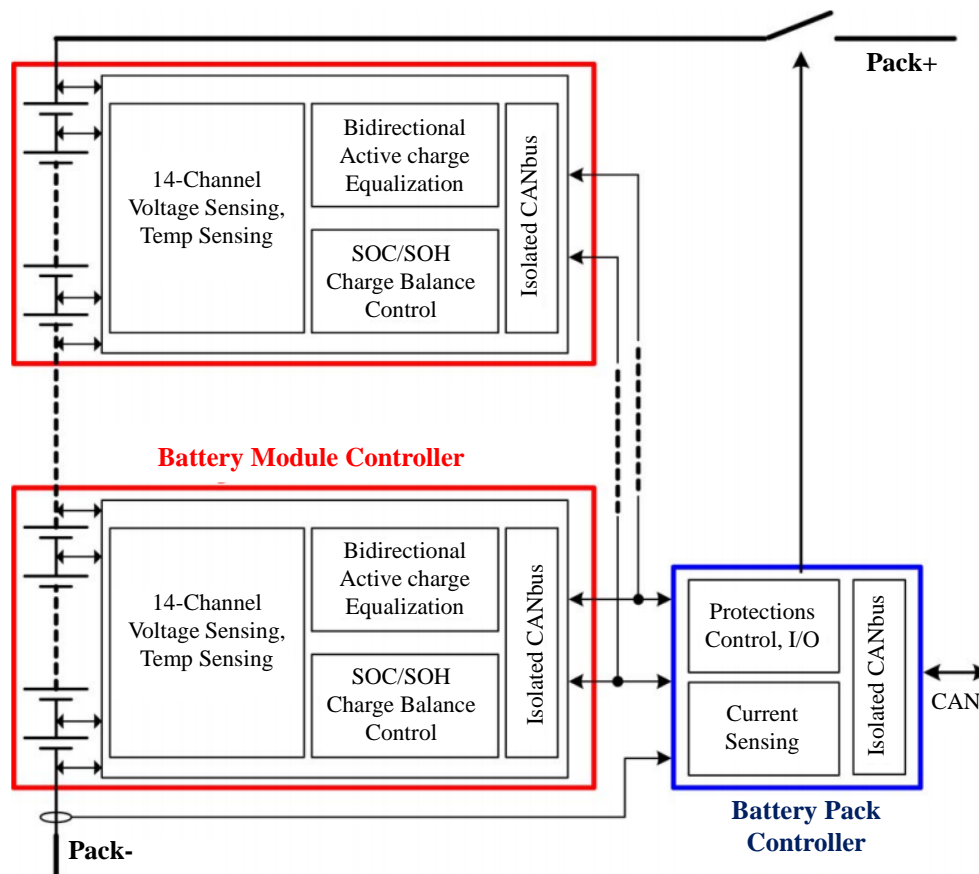 Pack+
14-Channel
Voltage Sensing,
Temp Sensing
Bidirectional
Active charge
Equalization
SOC/SOH
Charge Balance
Control
Isolated CANbus
Battery Module Controller
14-Channel
Voltage Sensing,
Temp Sensing
Bidirectional
Active charge
Equalization
SOC/SOH
Charge Balance
Control
Isolated CANbus
Protections
Control, I/O
Current
Sensing
Isolated CANbus
CAN
Battery Pack
Controller
Pack-